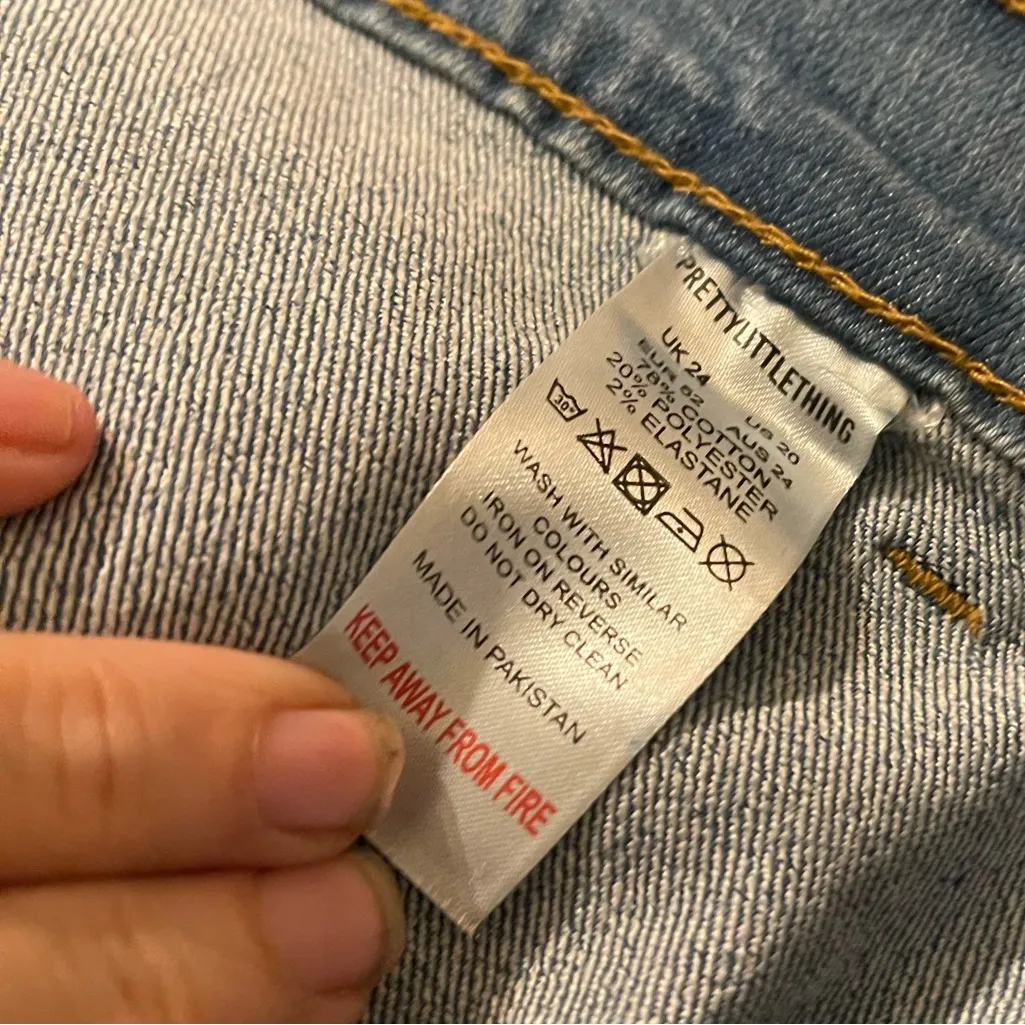 PRETTYLITTLETHING
UK 24 US 20
EUR 52 AUS 24
78% COTTON
20% POLYESTER
2% ELASTANE
30°
WASH WITH SIMILAR
COLOURS
IRON ON REVERSE
DO NOT DRY CLEAN
MADE IN PAKISTAN
KEEP AWAY FROM FIRE